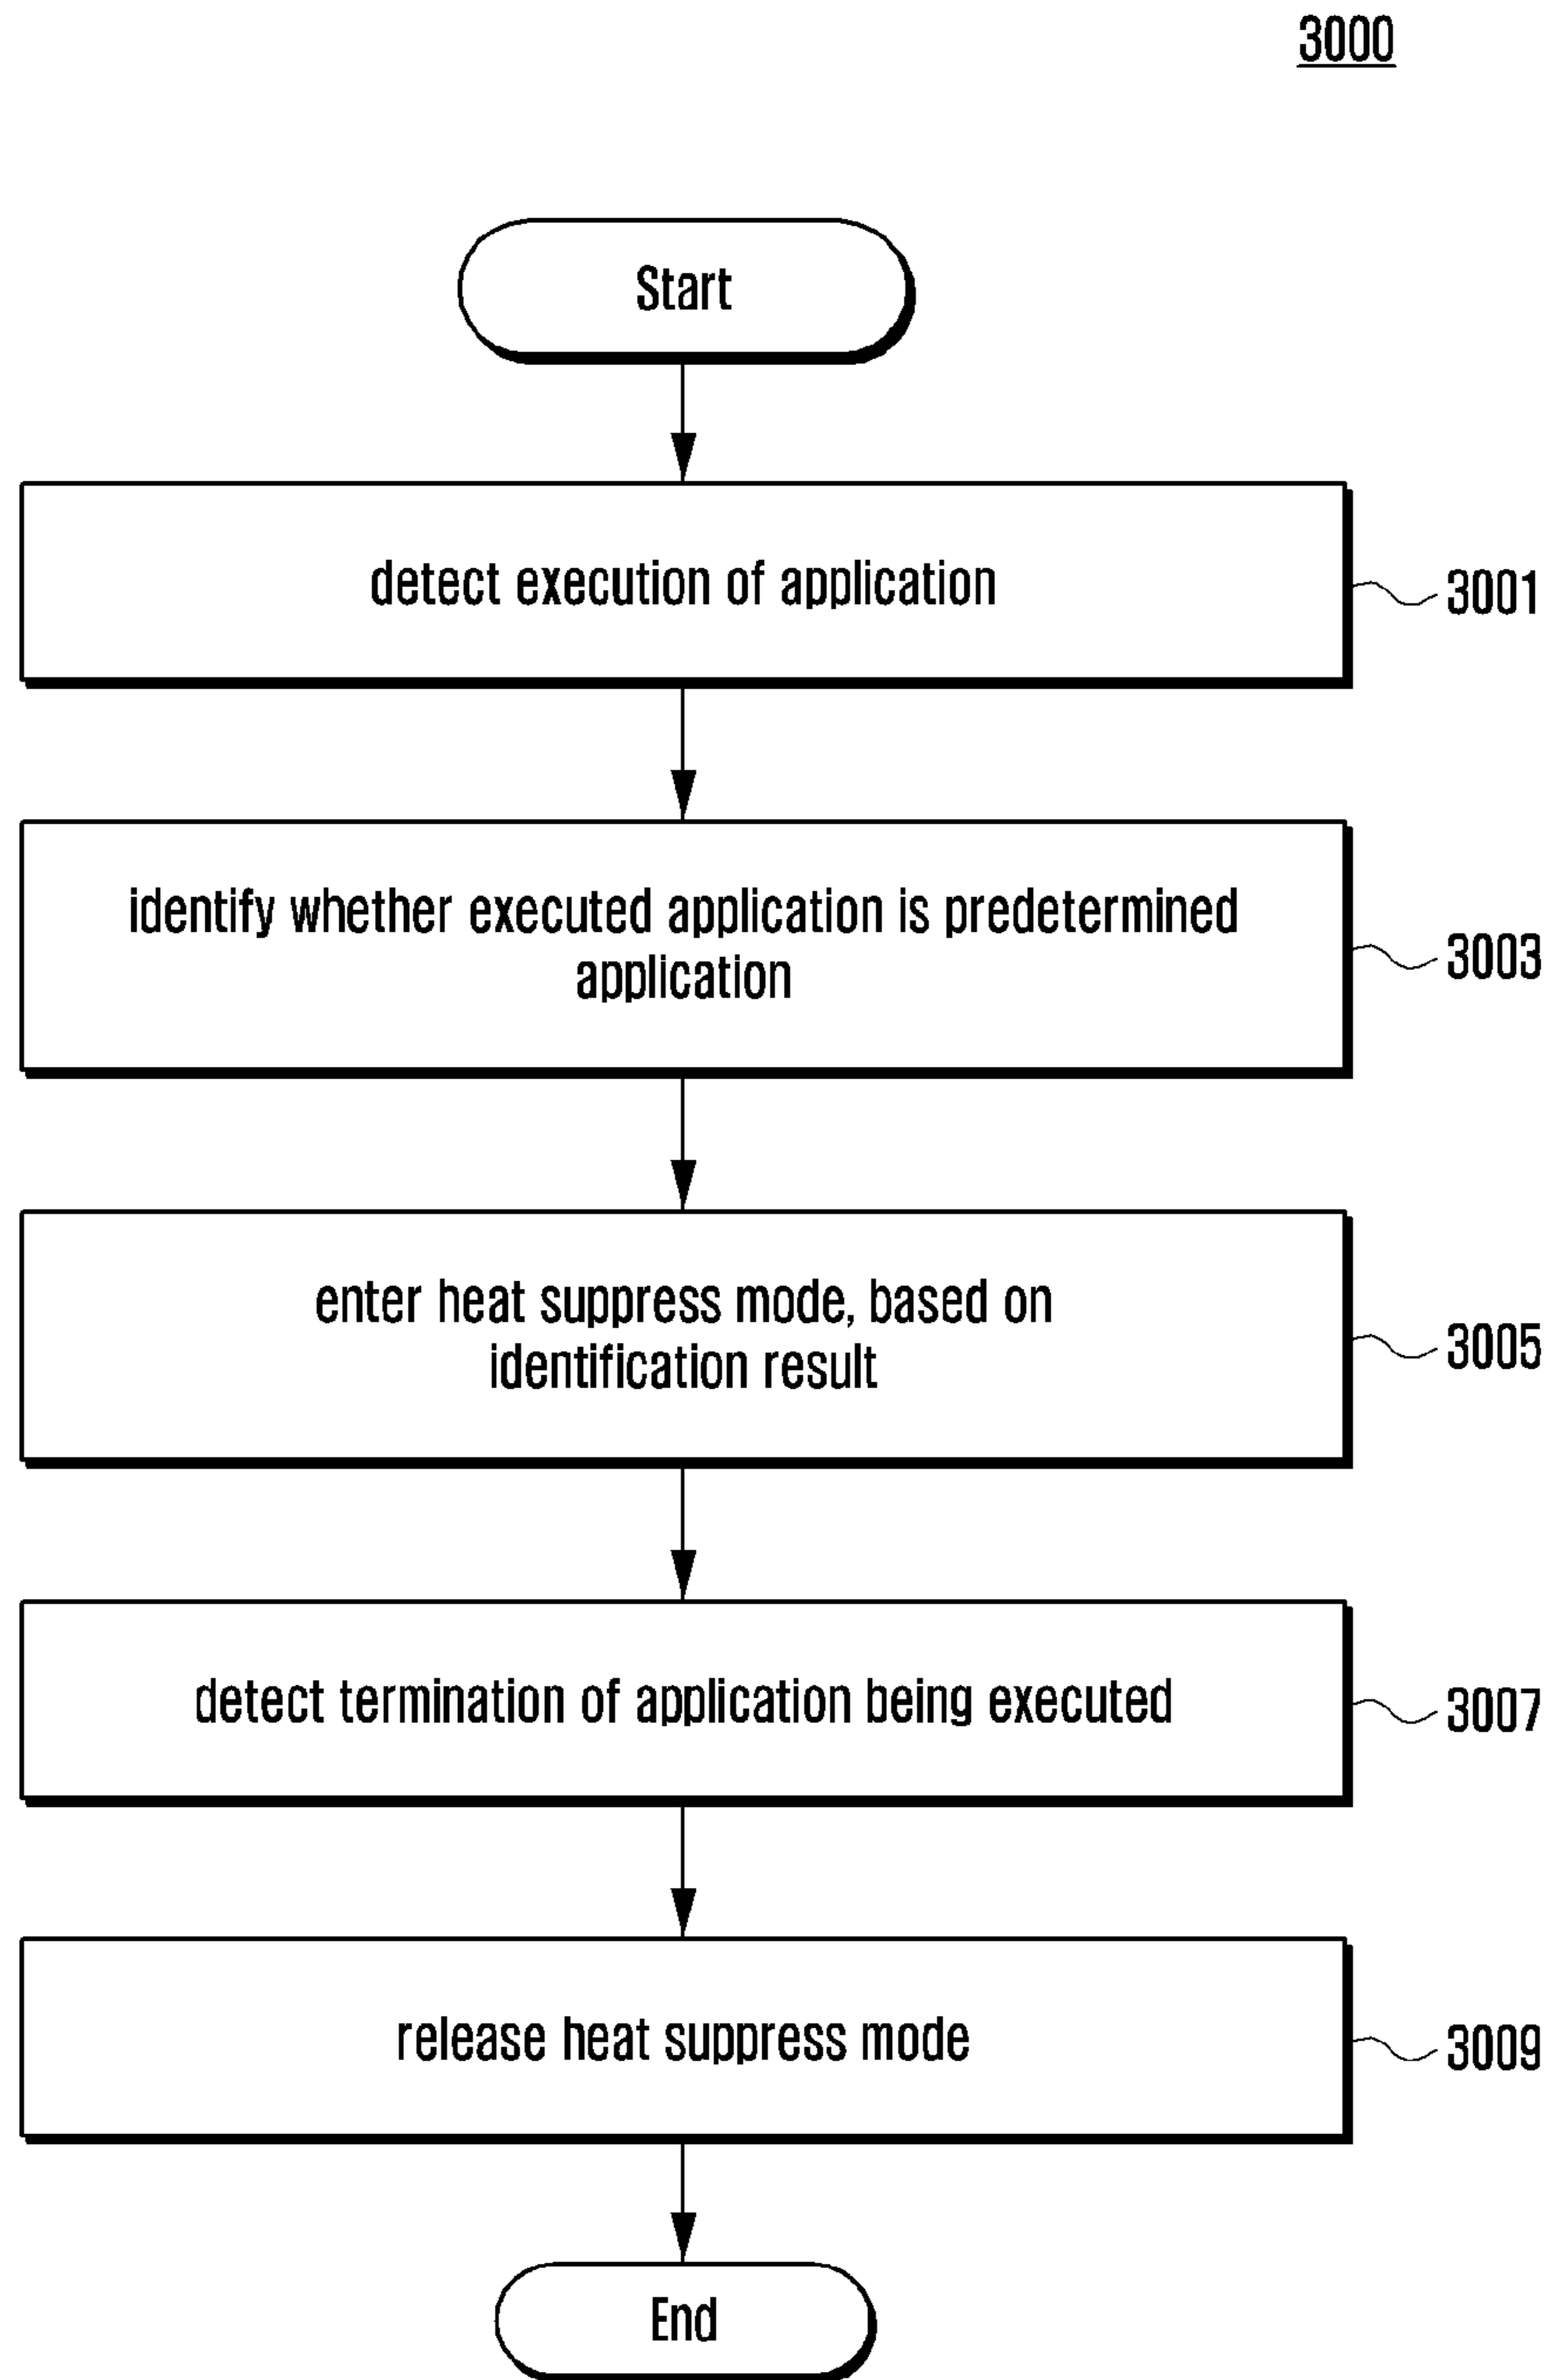 3000
Start
detect execution of application
3001
identify whether executed application is predetermined
application
3003
enter heat suppress mode, based on
identification result
3005
detect termination of application being executed
3007
release heat suppress mode
3009
End